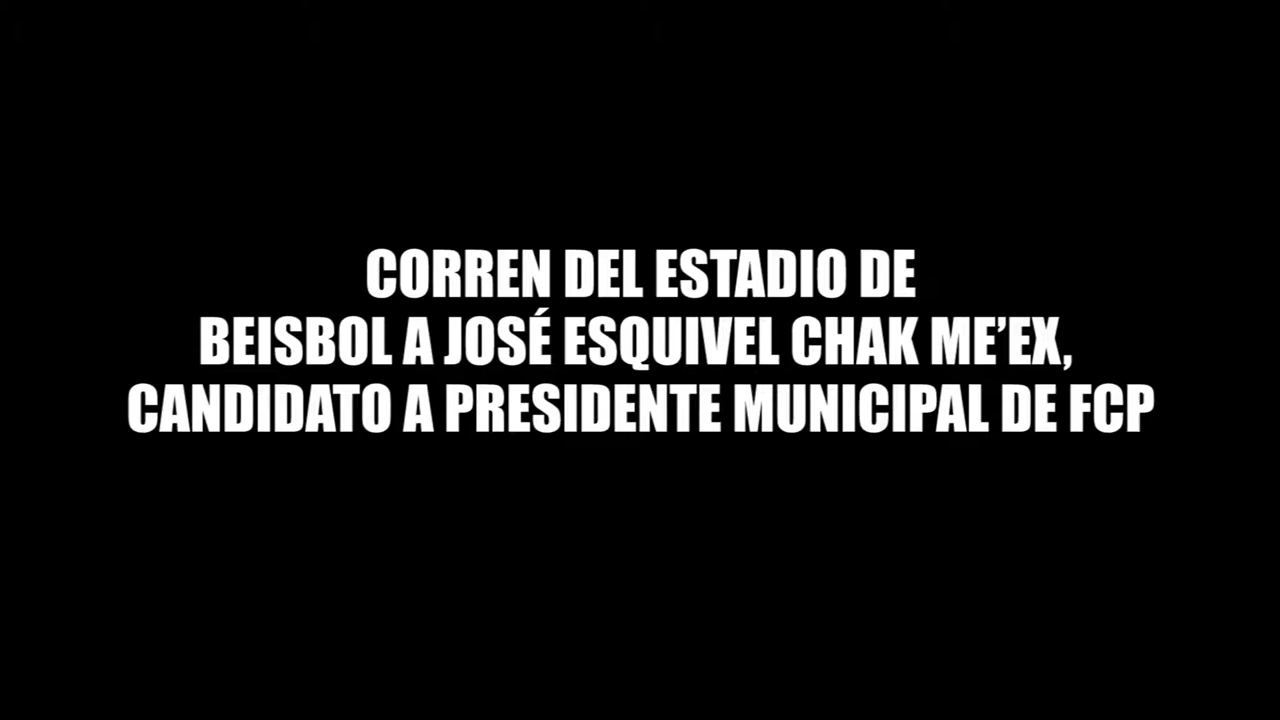 CORREN DEL ESTADIO DE
BEISBOL A JOSÉ ESQUIVEL CHAK ME’EX,
CANDIDATO A PRESIDENTE MUNICIPAL DE FCP